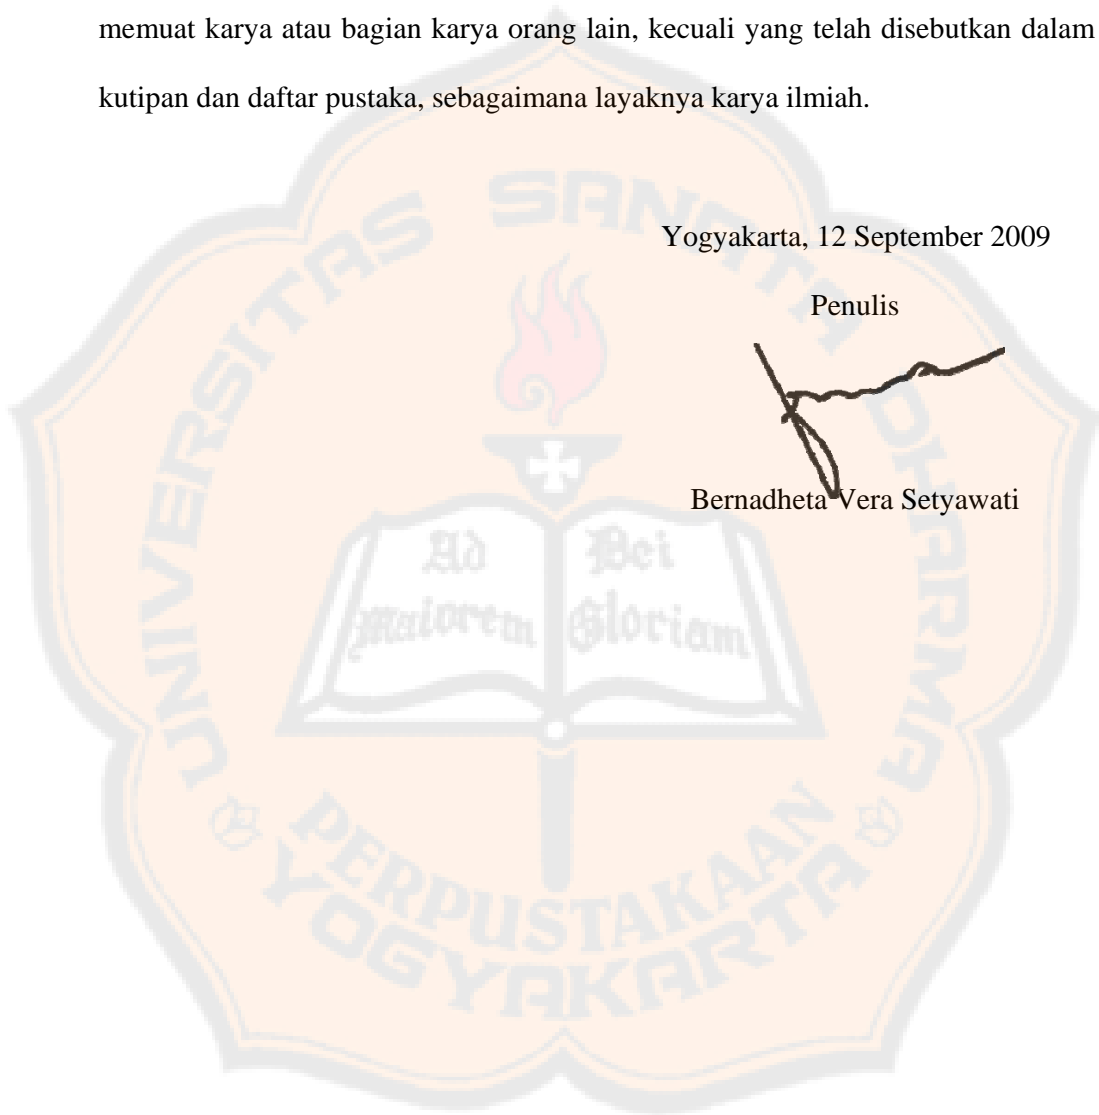 memuat karya atau bagian karya orang lain, kecuali yang telah disebutkan dalam
kutipan dan daftar pustaka, sebagaimana layaknya karya ilmiah.
Yogyakarta, 12 September 2009
Penulis
Bernadheta Vera Setyawati
UNIVERSITAS SANATA DHARMA
Ad Dei
Maiorem Gloriam
PERPUSTAKAAN
YOGYAKARTA